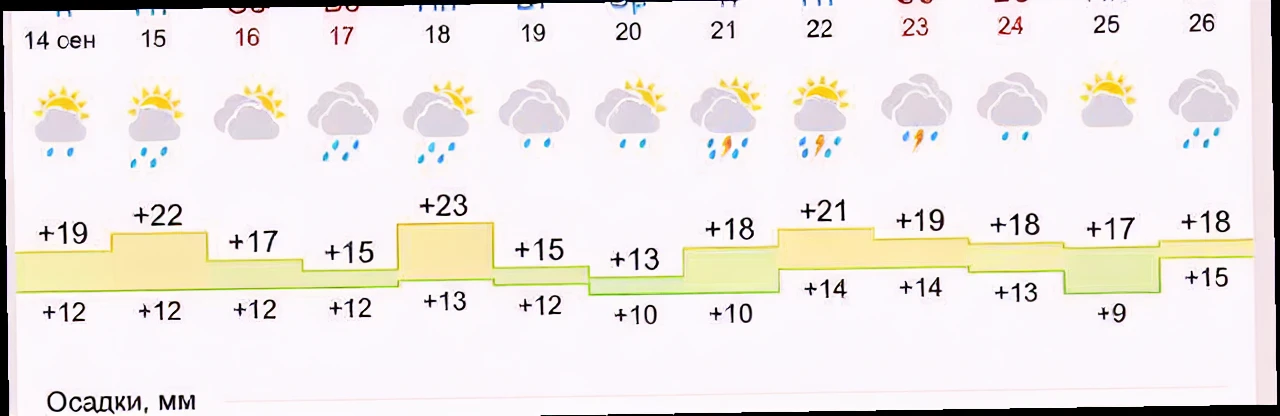 14 сен 15 16 17 18 19 20 21 22 23 24 25 26
+19 +22 +17 +15 +23 +15 +13 +18 +21 +19 +18 +17 +18
+12 +12 +12 +12 +13 +12 +10 +10 +14 +14 +13 +9 +15
Осадки, мм